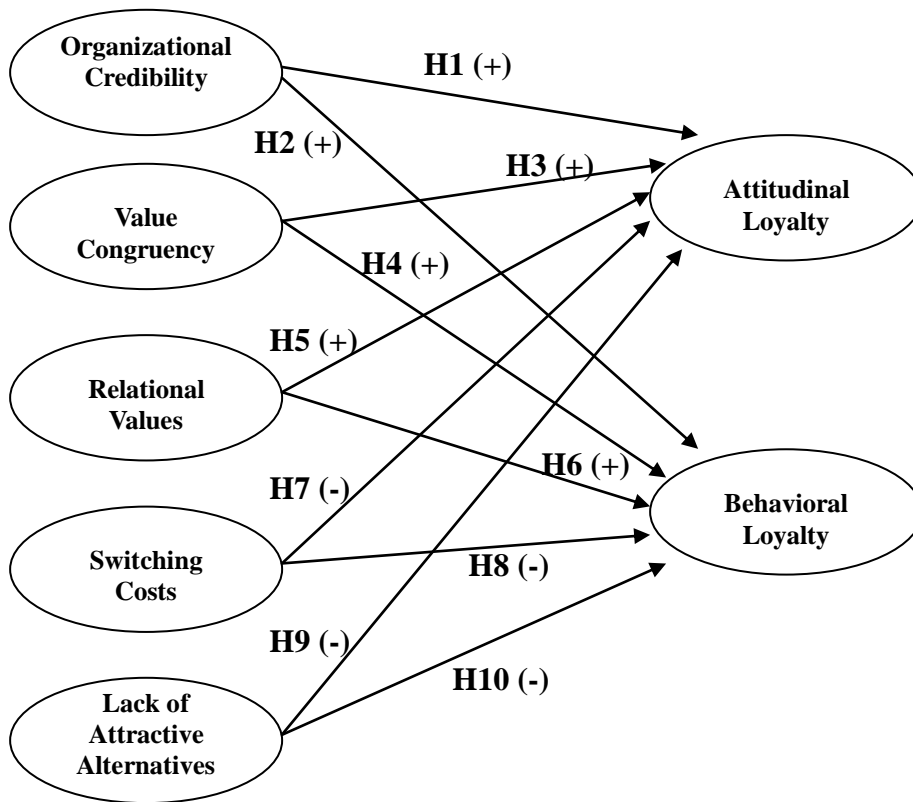 Organizational
Credibility
H1 (+)
H2 (+)
Value
Congruency
H3 (+)
Attitudinal
Loyalty
H4 (+)
Relational
Values
H5 (+)
H6 (+)
H7 (-)
Behavioral
Loyalty
Switching
Costs
H8 (-)
H9 (-)
H10 (-)
Lack of
Attractive
Alternatives